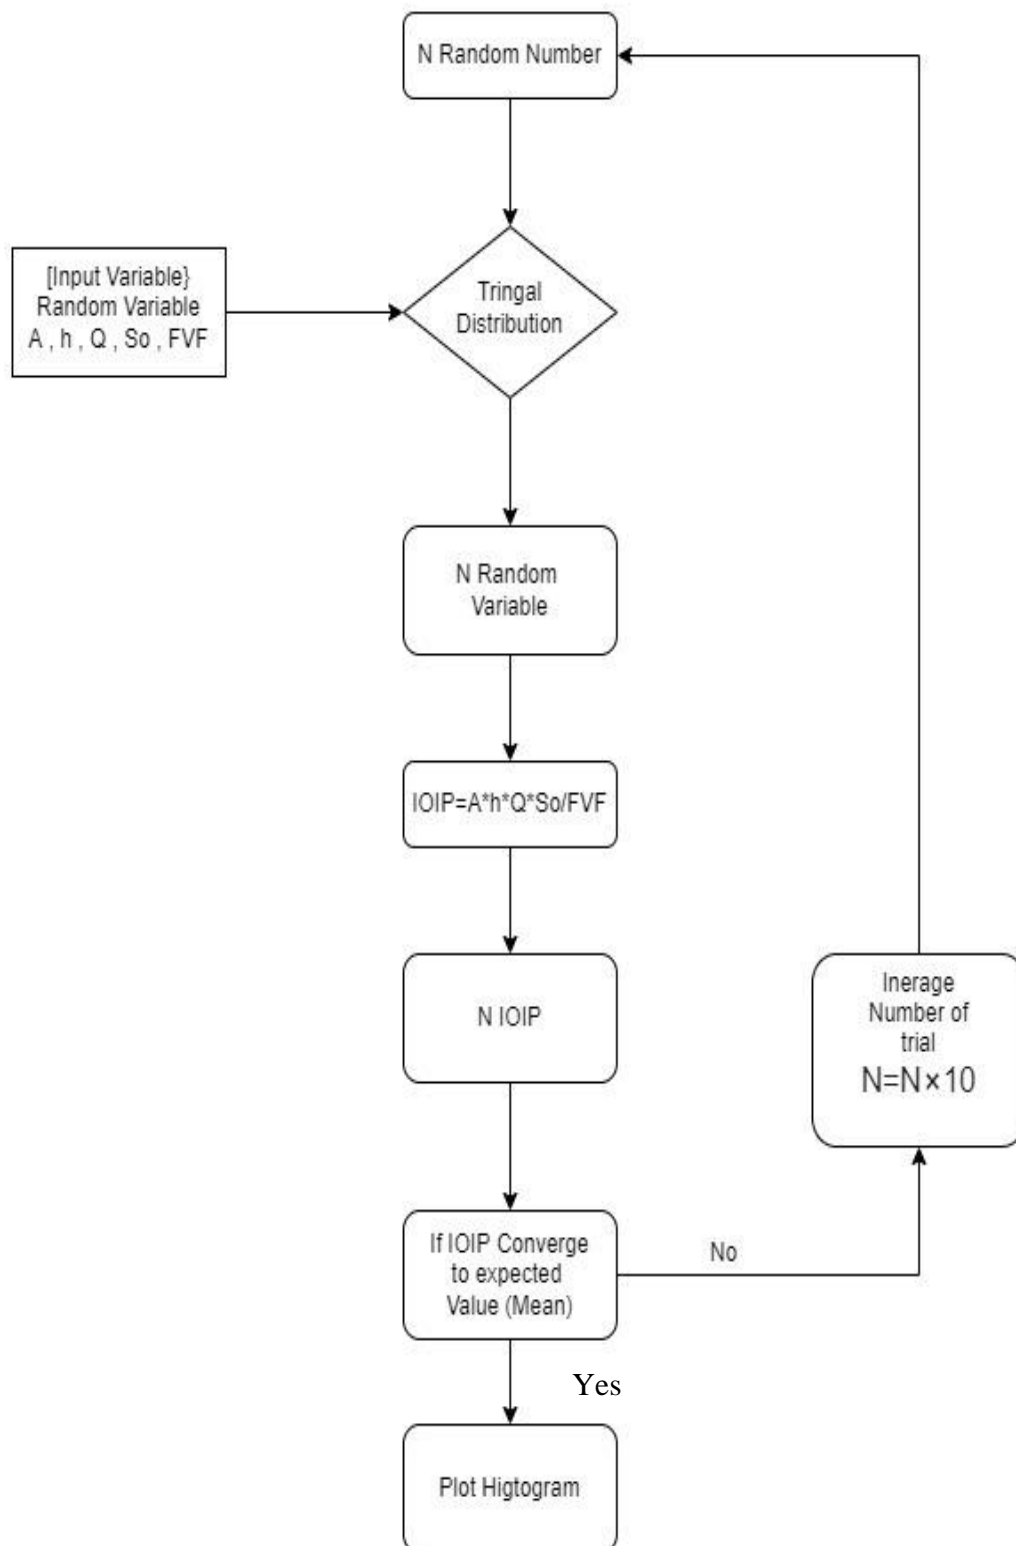 N Random Number
[Input Variable}
Random Variable
A , h , Q , So , FVF
Tringal
Distribution
N Random
Variable
IOIP=A*h*Q*So/FVF
N IOIP
Inerage
Number of
trial
N=N×10
If IOIP Converge
to expected
Value (Mean)
No
Yes
Plot Higtogram